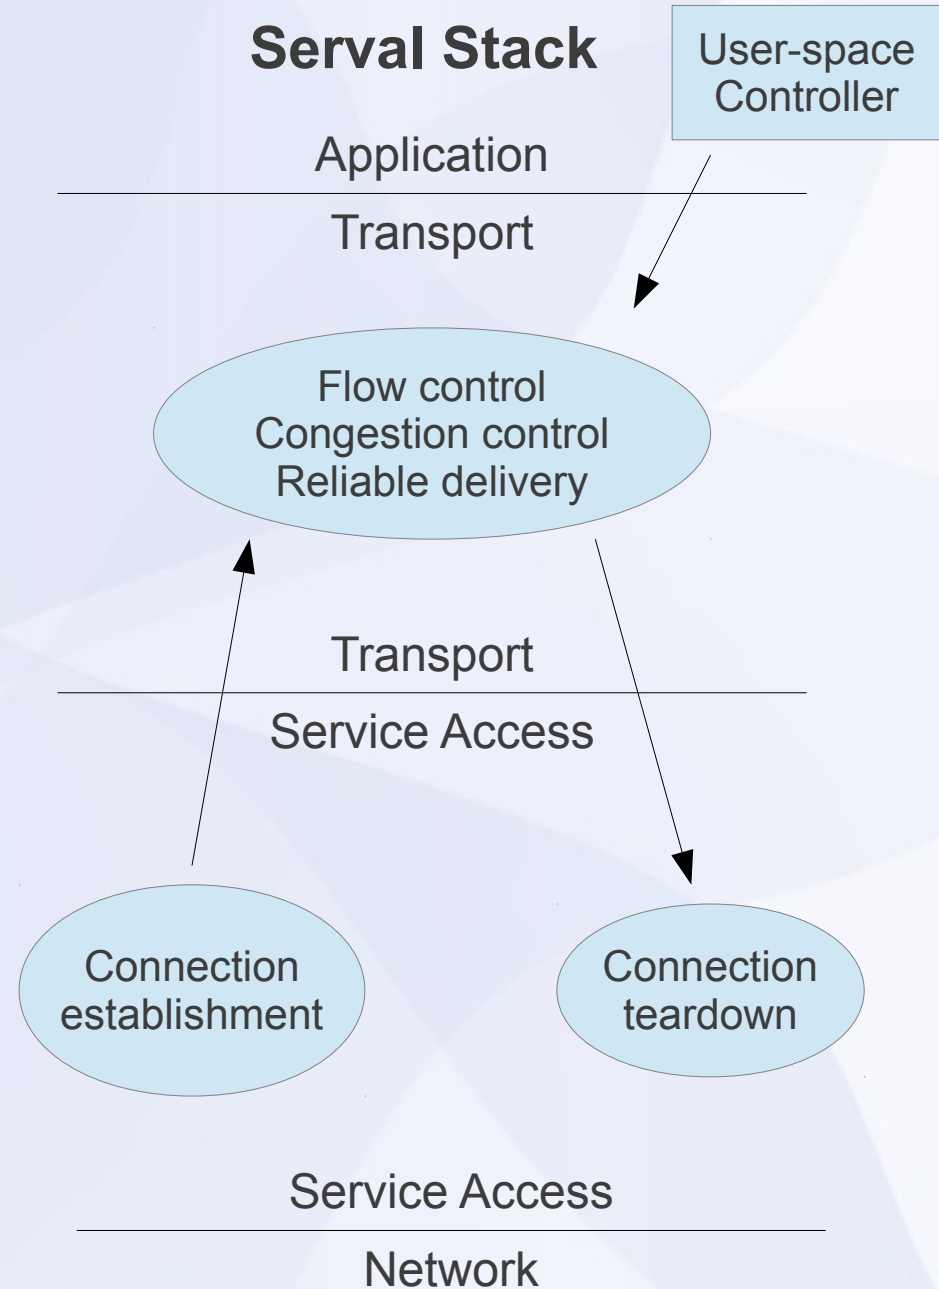 Serval Stack
User-space
Controller
Application
Transport
Flow control
Congestion control
Reliable delivery
Transport
Service Access
Connection
establishment
Connection
teardown
Service Access
Network